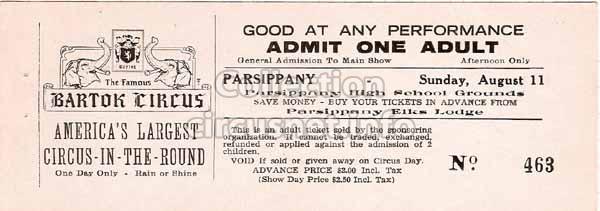 The Famous
BARTOK CIRCUS
AMERICA'S LARGEST
CIRCUS-IN-THE-ROUND
One Day Only - Rain or Shine
GOOD AT ANY PERFORMANCE
ADMIT ONE ADULT
General Admission To Main Show Afternoon Only
PARSIPPANY - Sunday, August 11
Parsippany High School Grounds
SAVE MONEY - BUY YOUR TICKETS IN ADVANCE FROM
Parsippany Elks Lodge
This is an adult ticket sold by the sponsoring
organization. If cannot be traded, exchanged,
refunded or applied against the admission of 2
children.
VOID If sold or given away on Circus Day.
ADVANCE PRICE $2.00 Incl. Tax
(Show Day Price $2.50 Incl. Tax)
Nº 463
Collection
circusposter.info